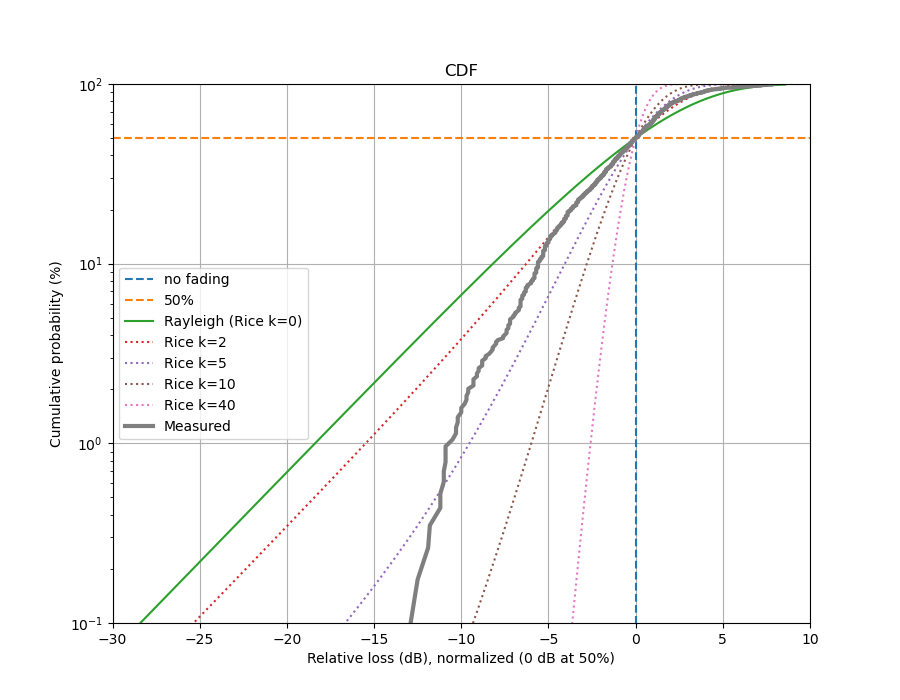 CDF
Cumulative probability (%)
10²
10¹
10⁰
10⁻¹
no fading
50%
Rayleigh (Rice k=0)
Rice k=2
Rice k=5
Rice k=10
Rice k=40
Measured
−30 −25 −20 −15 −10 −5 0 5 10
Relative loss (dB), normalized (0 dB at 50%)